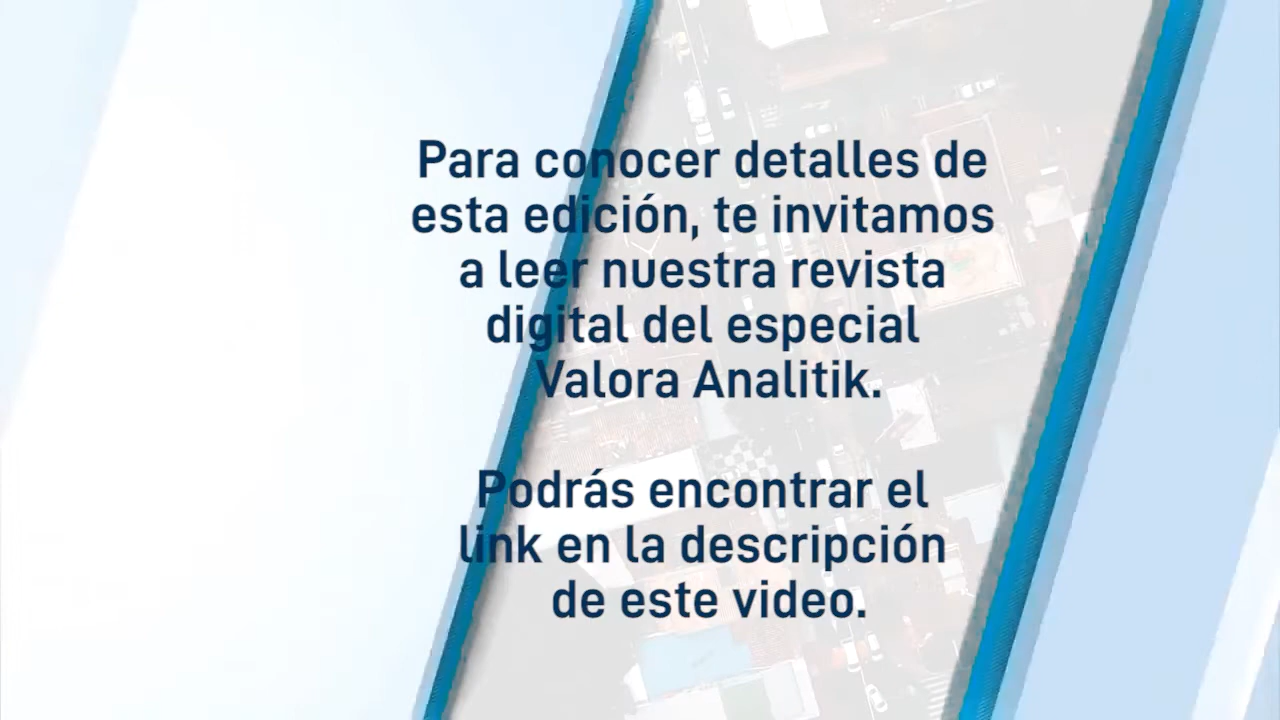 Para conocer detalles de
esta edición, te invitamos
a leer nuestra revista
digital del especial
Valora Analitik.
Podrás encontrar el
link en la descripción
de este video.